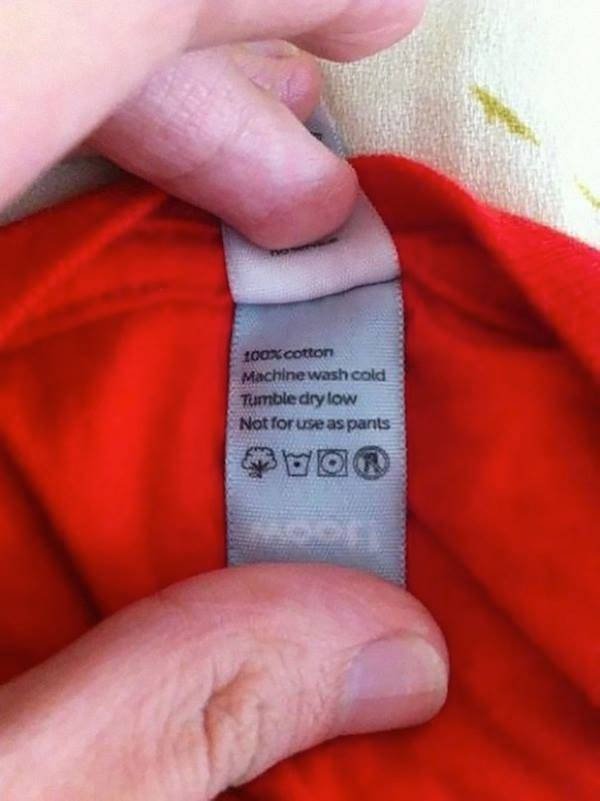 100% cotton
Machine wash cold
Tumble dry low
Not for use as pants